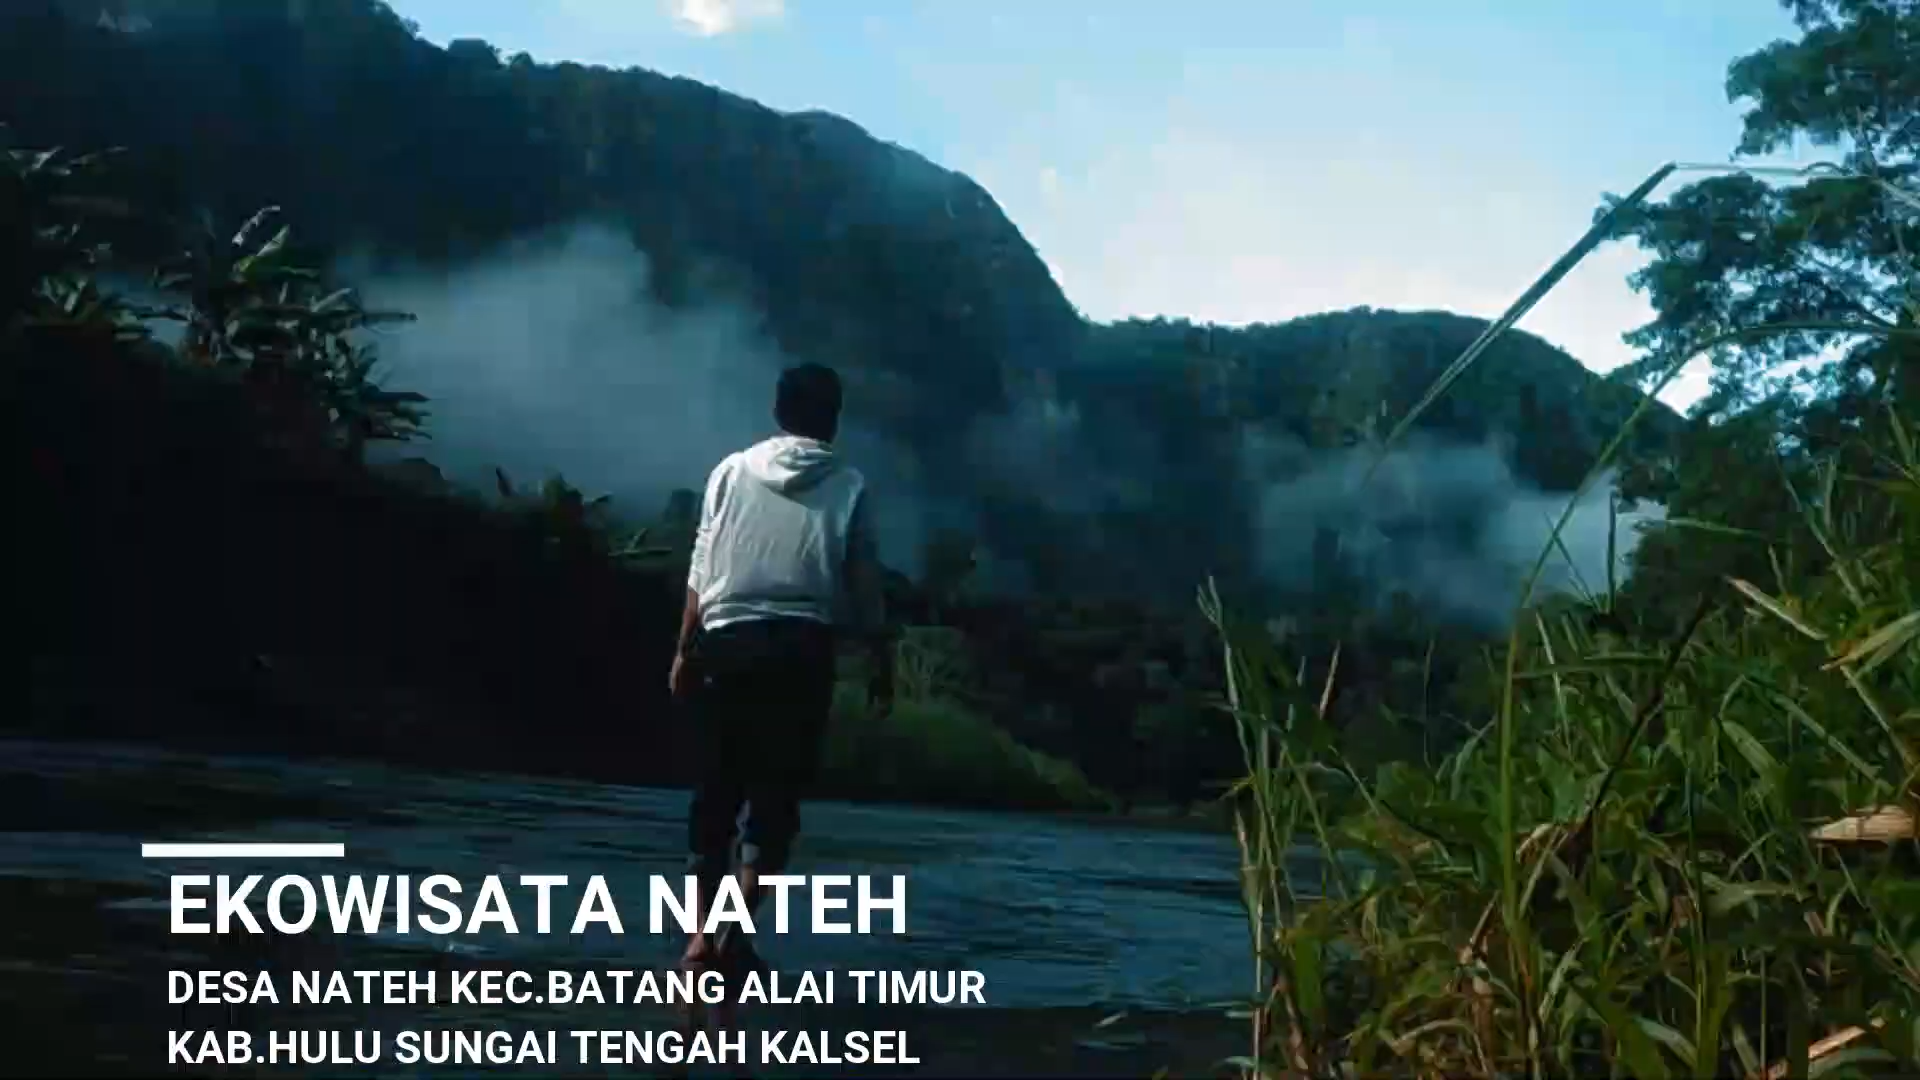 EKOWISATA NATEH
DESA NATEH KEC.BATANG ALAI TIMUR
KAB.HULU SUNGAI TENGAH KALSEL